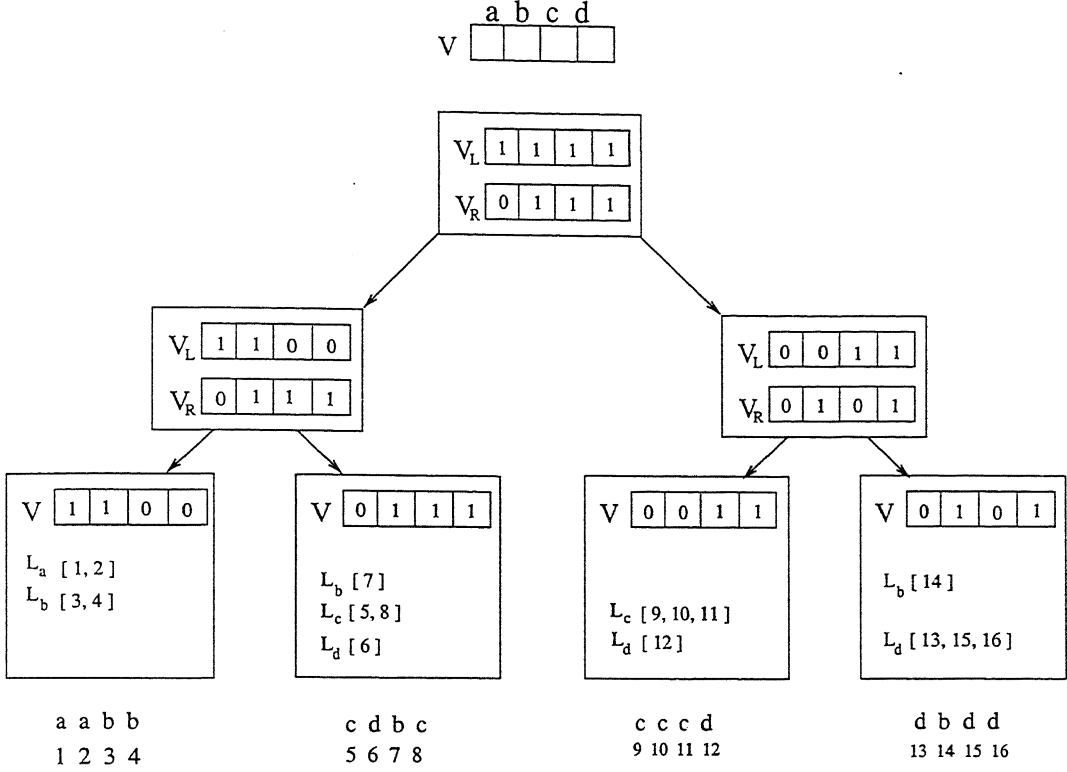 a b c d
V
V_L 1 1 1 1
V_R 0 1 1 1
V_L 1 1 0 0
V_R 0 1 1 1
V_L 0 0 1 1
V_R 0 1 0 1
V 1 1 0 0
L_a [ 1, 2 ]
L_b [ 3, 4 ]
V 0 1 1 1
L_b [ 7 ]
L_c [ 5, 8 ]
L_d [ 6 ]
V 0 0 1 1
L_c [ 9, 10, 11 ]
L_d [ 12 ]
V 0 1 0 1
L_b [ 14 ]
L_d [ 13, 15, 16 ]
a a b b
1 2 3 4
c d b c
5 6 7 8
c c c d
9 10 11 12
d b d d
13 14 15 16